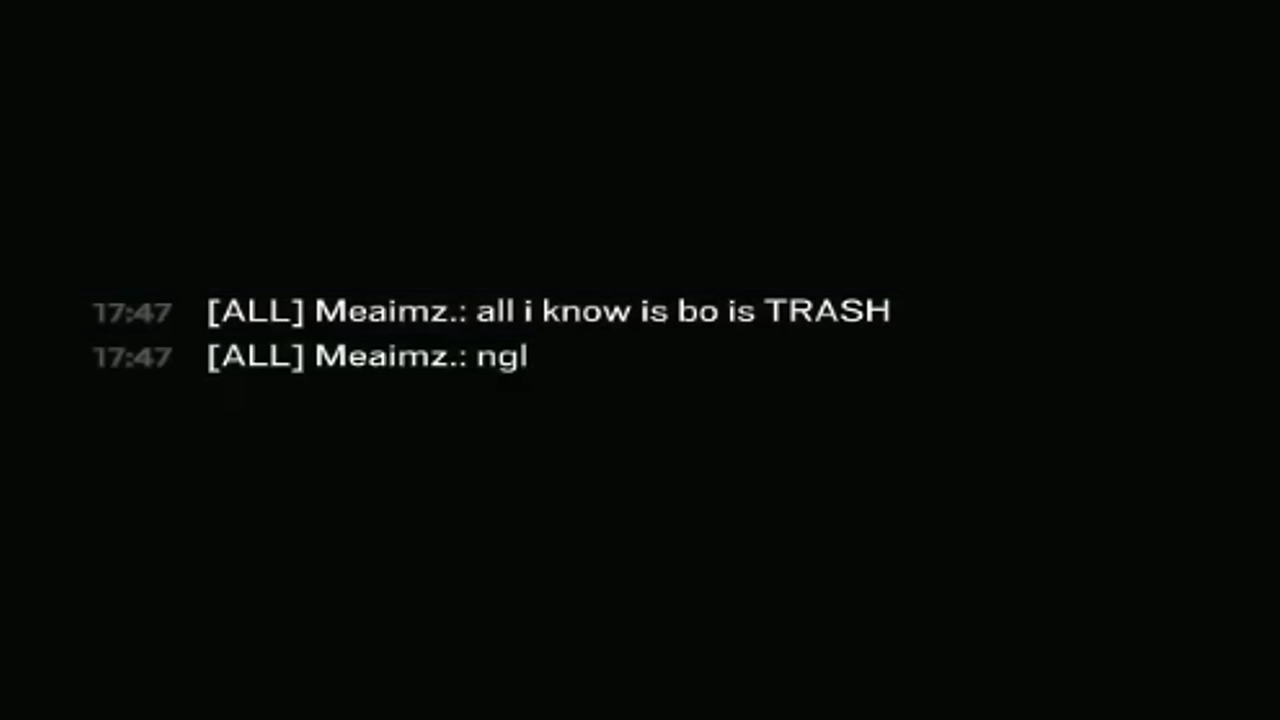 17:47 [ALL] Meaimz.: all i know is bo is TRASH
17:47 [ALL] Meaimz.: ngl